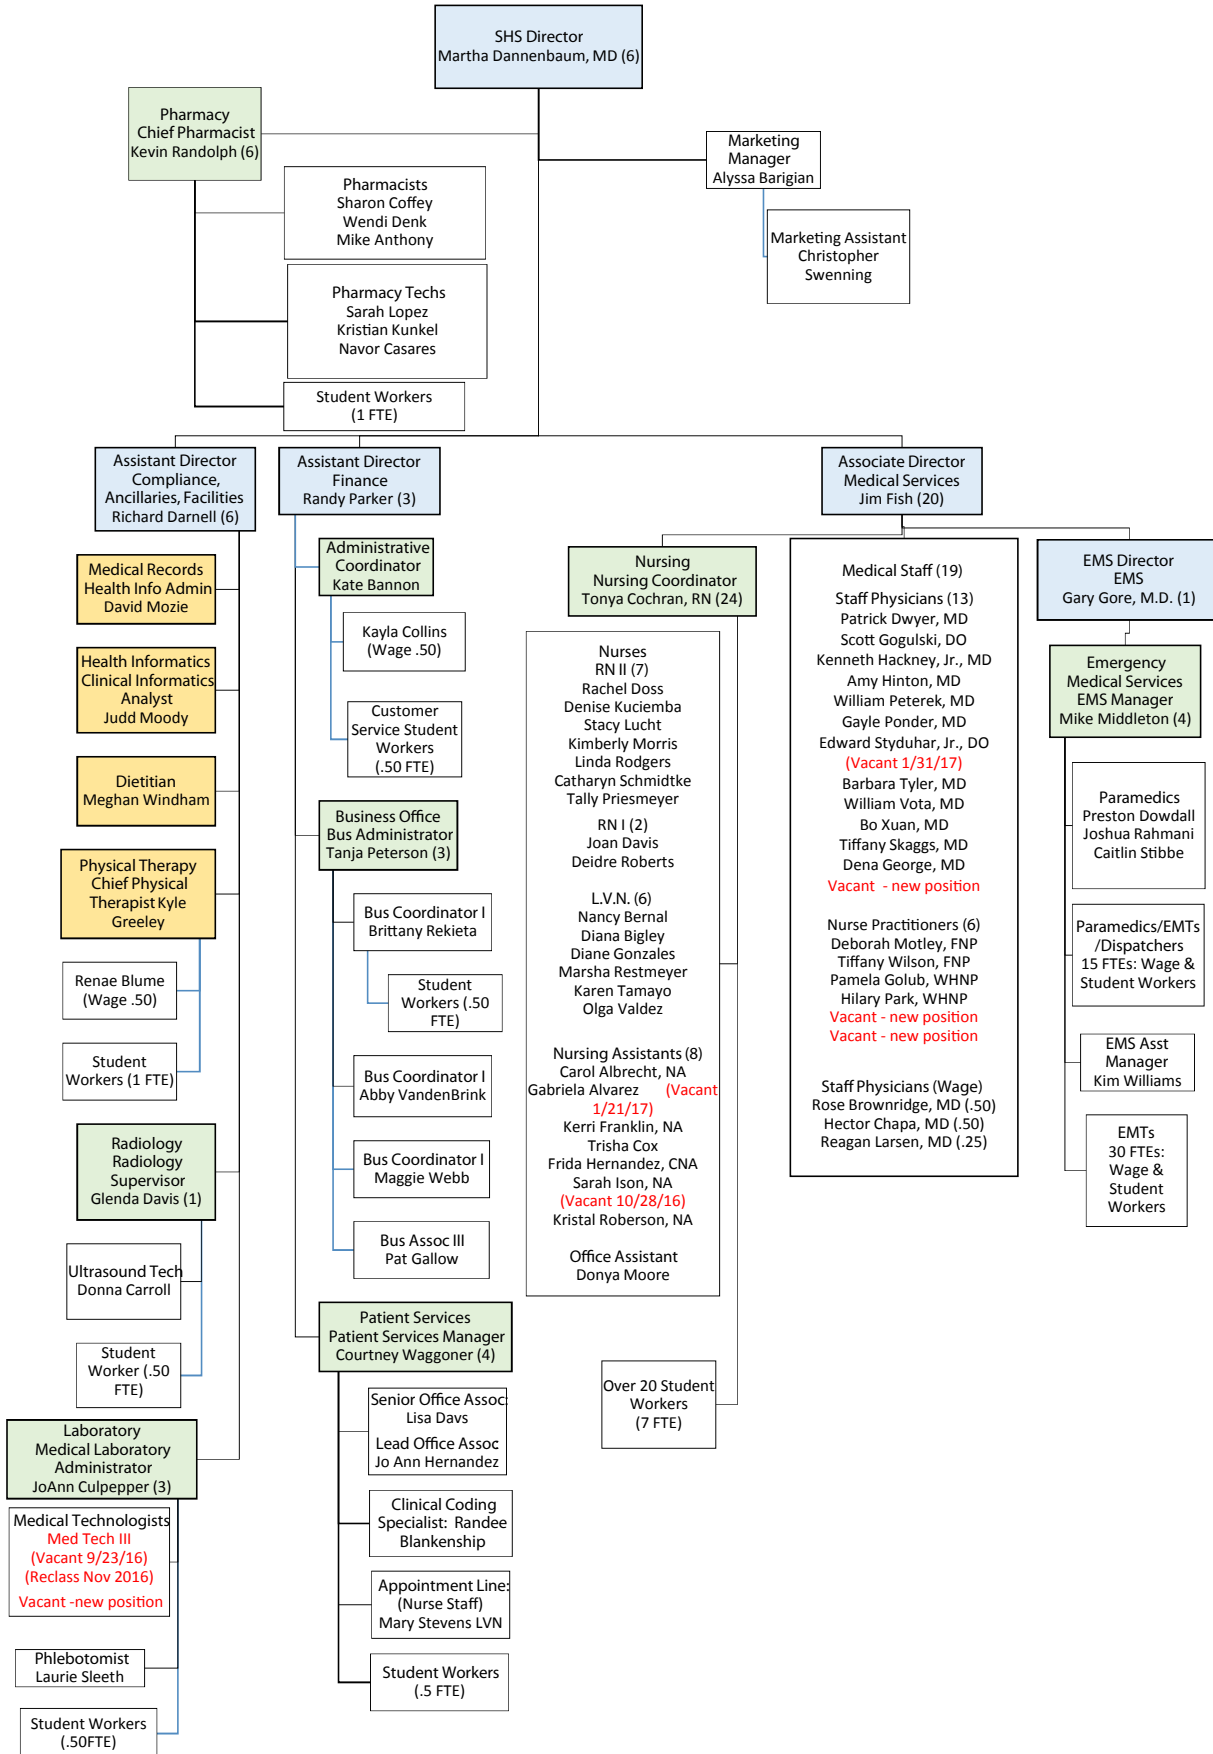 SHS Director
Martha Dannenbaum, MD (6)
Pharmacy
Chief Pharmacist
Kevin Randolph (6)
Marketing
Manager
Alyssa Barigian
Pharmacists
Sharon Coffey
Wendi Denk
Mike Anthony
Marketing Assistant
Christopher
Swenning
Pharmacy Techs
Sarah Lopez
Kristian Kunkel
Navor Casares
Student Workers
(1 FTE)
Assistant Director
Compliance,
Ancillaries, Facilities
Richard Darnell (6)
Medical Records
Health Info Admin
David Mozie
Health Informatics
Clinical Informatics
Analyst
Judd Moody
Dietitian
Meghan Windham
Physical Therapy
Chief Physical
Therapist Kyle
Greeley
Renae Blume
(Wage .50)
Student
Workers (1 FTE)
Radiology
Radiology
Supervisor
Glenda Davis (1)
Ultrasound Tech
Donna Carroll
Student
Worker (.50
FTE)
Laboratory
Medical Laboratory
Administrator
JoAnn Culpepper (3)
Medical Technologists
Med Tech III
(Vacant 9/23/16)
(Reclass Nov 2016)
Vacant -new position
Phlebotomist
Laurie Sleeth
Student Workers
(.50FTE)
Assistant Director
Finance
Randy Parker (3)
Administrative
Coordinator
Kate Bannon
Kayla Collins
(Wage .50)
Customer
Service Student
Workers
(.50 FTE)
Business Office
Bus Administrator
Tanja Peterson (3)
Bus Coordinator I
Brittany Rekieta
Student
Workers (.50
FTE)
Bus Coordinator I
Abby VandenBrink
Bus Coordinator I
Maggie Webb
Bus Assoc III
Pat Gallow
Patient Services
Patient Services Manager
Courtney Waggoner (4)
Senior Office Assoc:
Lisa Davs
Lead Office Assoc
Jo Ann Hernandez
Clinical Coding
Specialist: Randee
Blankenship
Appointment Line:
(Nurse Staff)
Mary Stevens LVN
Student Workers
(.5 FTE)
Associate Director
Medical Services
Jim Fish (20)
Nursing
Nursing Coordinator
Tonya Cochran, RN (24)
Nurses
RN II (7)
Rachel Doss
Denise Kuciemba
Stacy Lucht
Kimberly Morris
Linda Rodgers
Catharyn Schmidtke
Tally Priesmeyer
RN I (2)
Joan Davis
Deidre Roberts
L.V.N. (6)
Nancy Bernal
Diana Bigley
Diane Gonzales
Marsha Restmeyer
Karen Tamayo
Olga Valdez
Nursing Assistants (8)
Carol Albrecht, NA
Gabriela Alvarez (Vacant
1/21/17)
Kerri Franklin, NA
Trisha Cox
Frida Hernandez, CNA
Sarah Ison, NA
(Vacant 10/28/16)
Kristal Roberson, NA
Office Assistant
Donya Moore
Over 20 Student
Workers
(7 FTE)
Medical Staff (19)
Staff Physicians (13)
Patrick Dwyer, MD
Scott Gogulski, DO
Kenneth Hackney, Jr., MD
Amy Hinton, MD
William Peterek, MD
Gayle Ponder, MD
Edward Styduhar, Jr., DO
(Vacant 1/31/17)
Barbara Tyler, MD
William Vota, MD
Bo Xuan, MD
Tiffany Skaggs, MD
Dena George, MD
Vacant - new position
Nurse Practitioners (6)
Deborah Motley, FNP
Tiffany Wilson, FNP
Pamela Golub, WHNP
Hilary Park, WHNP
Vacant - new position
Vacant - new position
Staff Physicians (Wage)
Rose Brownridge, MD (.50)
Hector Chapa, MD (.50)
Reagan Larsen, MD (.25)
EMS Director
EMS
Gary Gore, M.D. (1)
Emergency
Medical Services
EMS Manager
Mike Middleton (4)
Paramedics
Preston Dowdall
Joshua Rahmani
Caitlin Stibbe
Paramedics/EMTs
/Dispatchers
15 FTEs: Wage &
Student Workers
EMS Asst
Manager
Kim Williams
EMTs
30 FTEs:
Wage &
Student
Workers